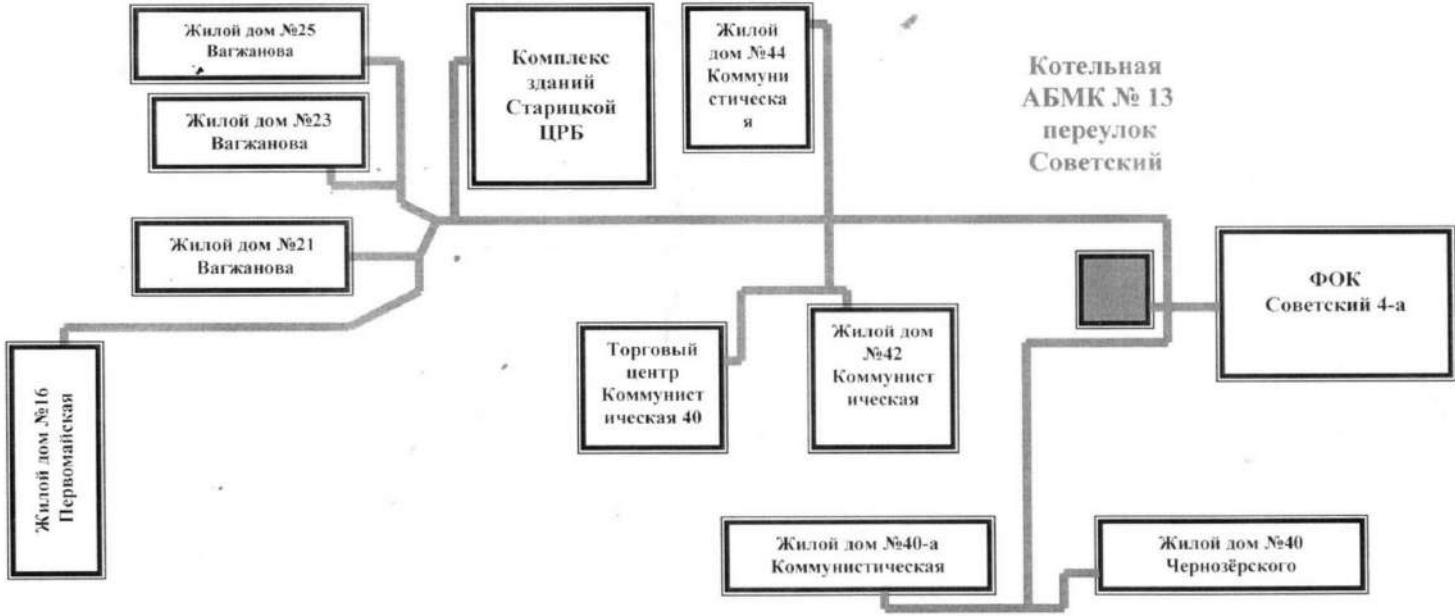 Жилой дом №25
Вагжанова
Жилой дом №23
Вагжанова
Жилой дом №21
Вагжанова
Жилой дом №16
Первомайская
Комплекс
зданий
Старицкой
ЦРБ
Жилой
дом №44
Коммуни
стическа
я
Котельная
АБМК № 13
переулок
Советский
ФОК
Советский 4-а
Торговый
центр
Коммунист
ическая 40
Жилой дом
№42
Коммунист
ическая
Жилой дом №40-а
Коммунистическая
Жилой дом №40
Чернозёрского